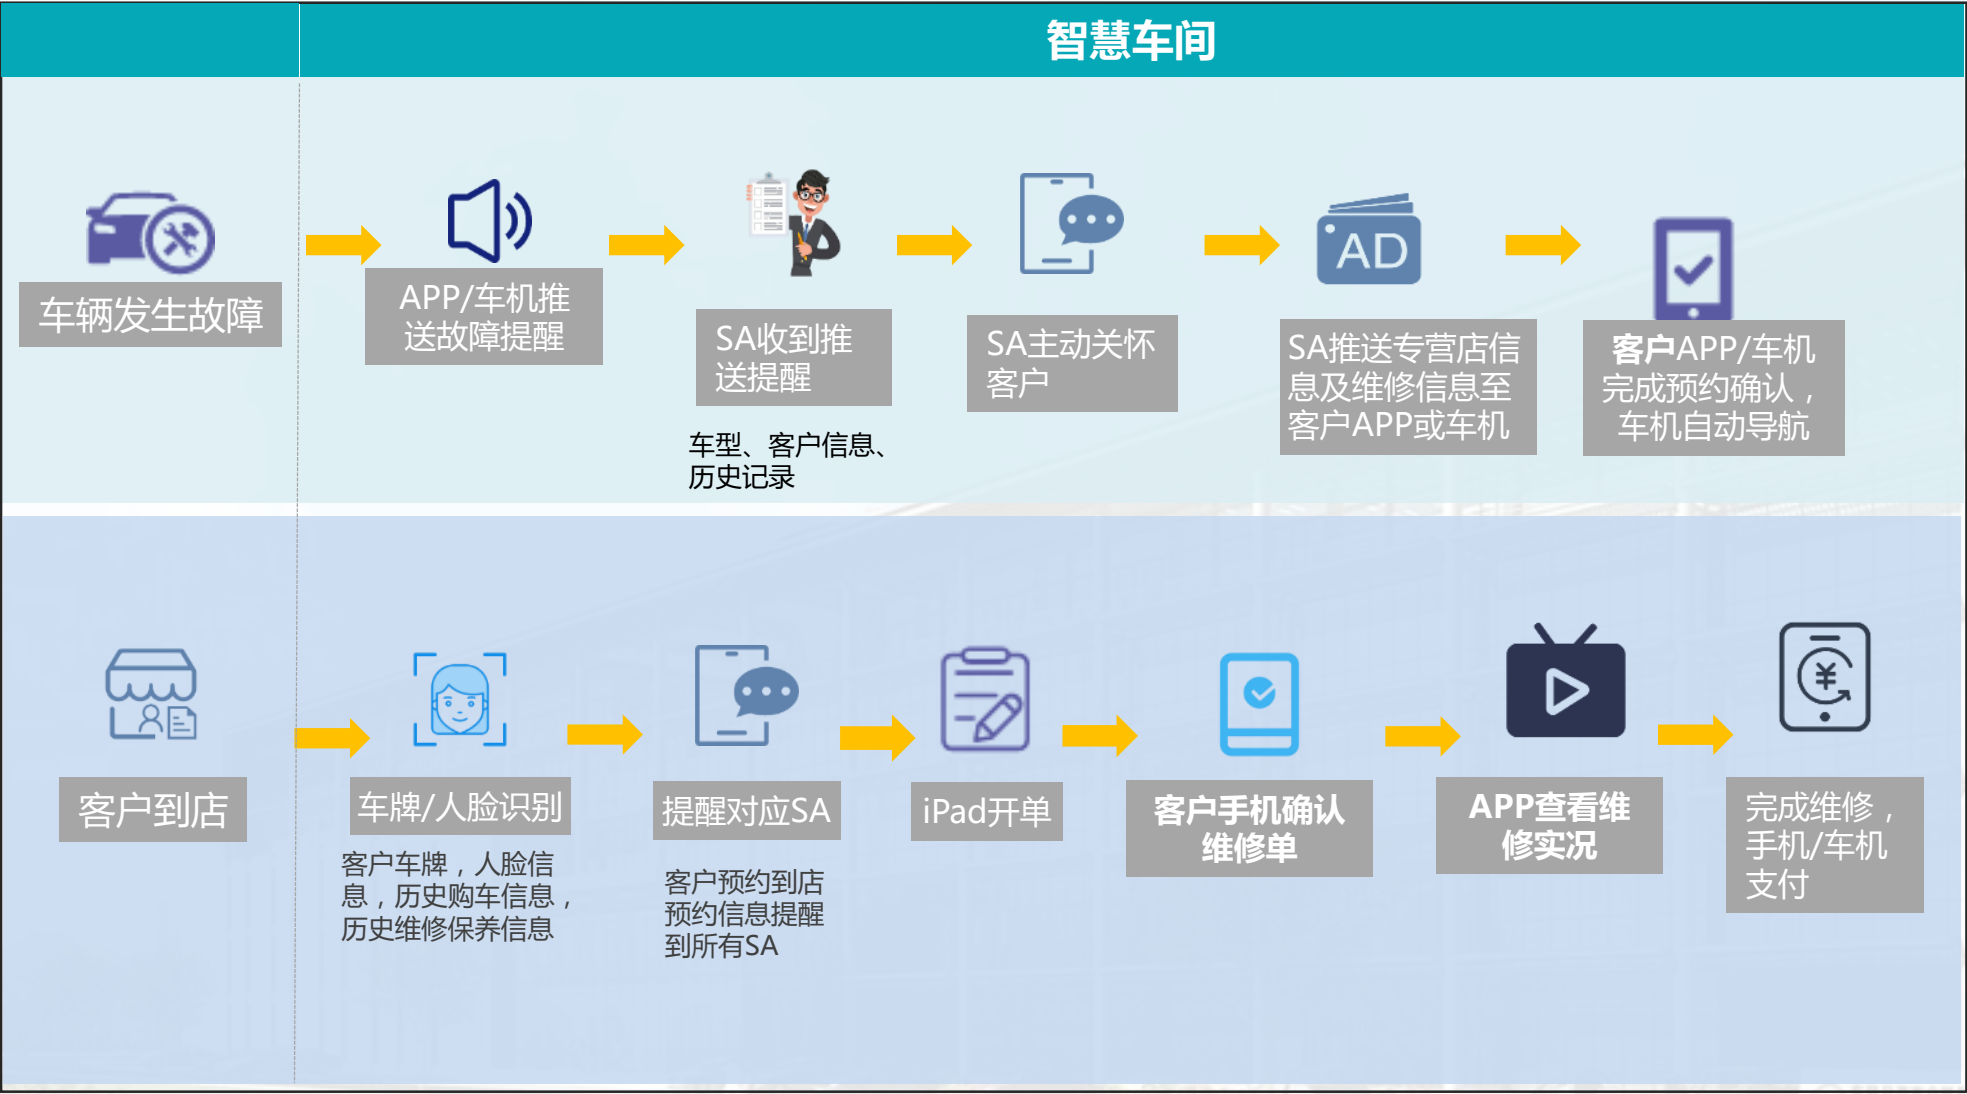 智慧车间
AD
车辆发生故障
APP/车机推
送故障提醒
SA收到推
送提醒
车型、客户信息、
历史记录
SA主动关怀
客户
SA推送专营店信
息及维修信息至
客户APP或车机
客户APP/车机
完成预约确认，
车机自动导航
¥
客户到店
车牌/人脸识别
客户车牌，人脸信
息，历史购车信息，
历史维修保养信息
提醒对应SA
客户预约到店
预约信息提醒
到所有SA
iPad开单
客户手机确认
维修单
APP查看维
修实况
完成维修，
手机/车机
支付